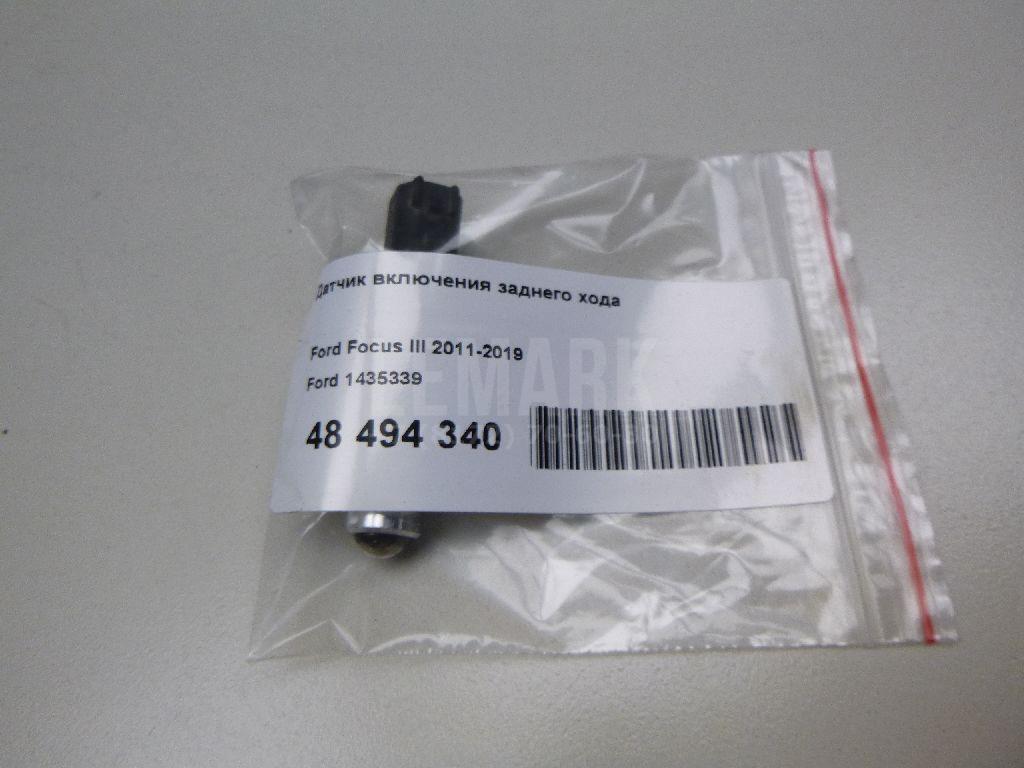 Датчик включения заднего хода
Ford Focus III 2011-2019
Ford 1435339
48 494 340